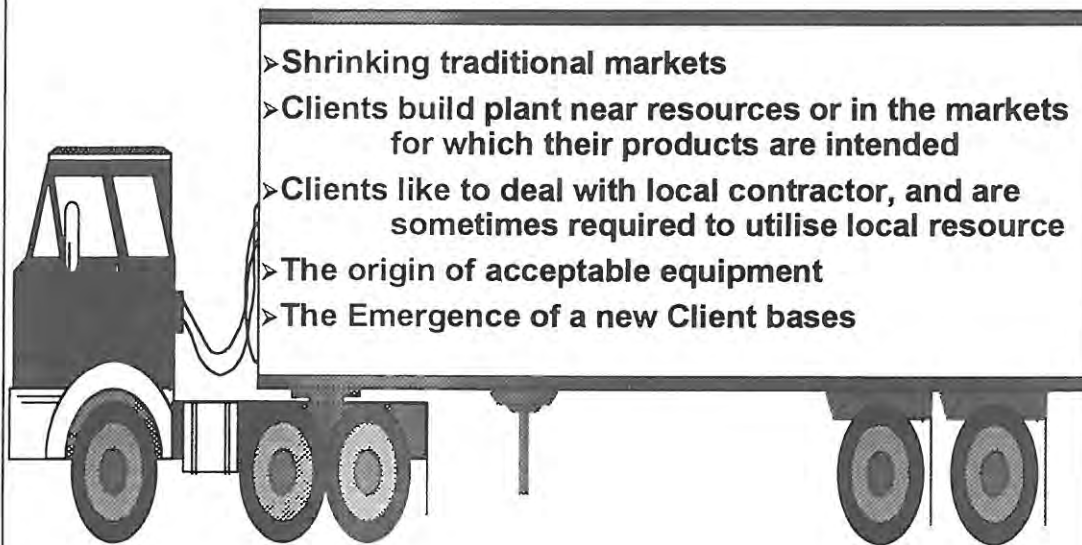 ➢Shrinking traditional markets
➢Clients build plant near resources or in the markets
for which their products are intended
➢Clients like to deal with local contractor, and are
sometimes required to utilise local resource
➢The origin of acceptable equipment
➢The Emergence of a new Client bases